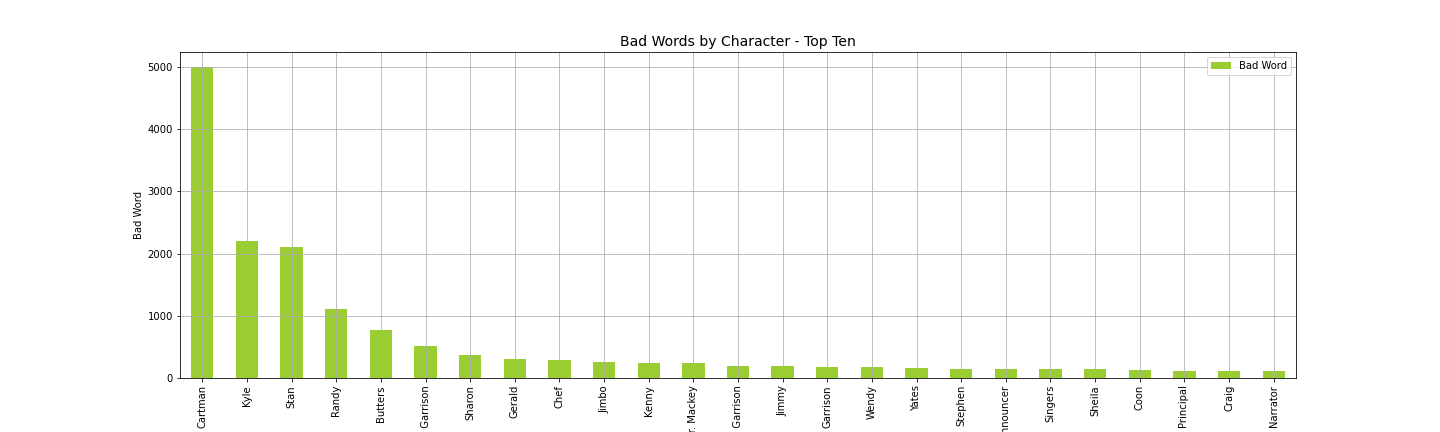 Bad Words by Character - Top Ten
Bad Word
5000
4000
3000
2000
1000
0
Bad Word
Cartman
Kyle
Stan
Randy
Butters
Garrison
Sharon
Gerald
Chef
Jimbo
Kenny
r. Mackey
Garrison
Jimmy
Garrison
Wendy
Yates
Stephen
nnouncer
Singers
Sheila
Coon
Principal
Craig
Narrator